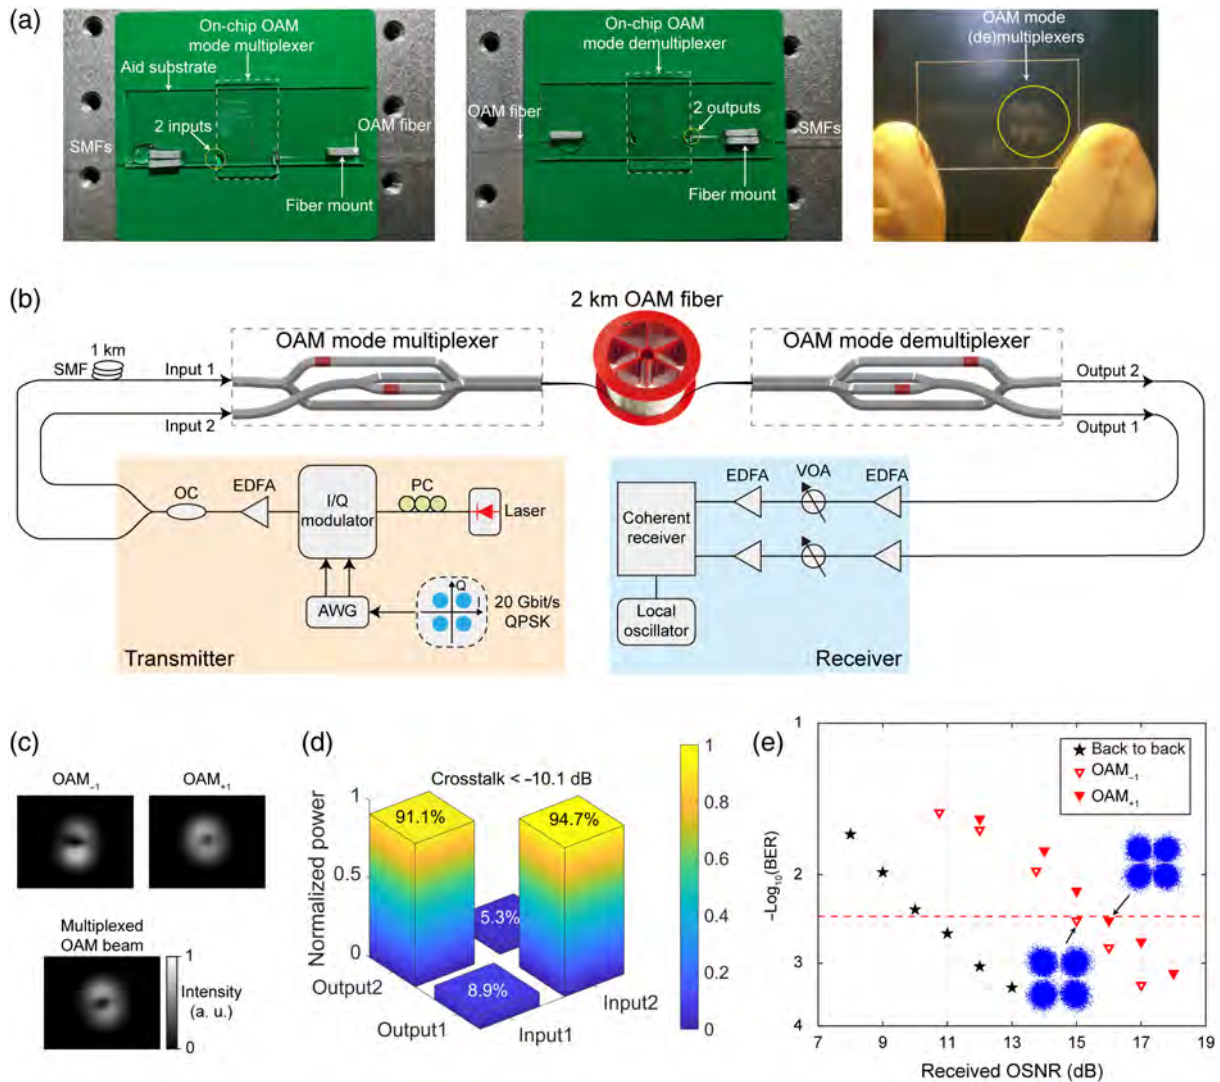 (a)
On-chip OAM
mode multiplexer
Aid substrate
2 inputs
OAM fiber
SMFs
Fiber mount
On-chip OAM
mode demultiplexer
OAM fiber
2 outputs
SMFs
Fiber mount
OAM mode
(de)multiplexers
(b)
2 km OAM fiber
OAM mode multiplexer
OAM mode demultiplexer
1 km
SMF
Input 1
Input 2
Output 2
Output 1
OC
EDFA
I/Q
modulator
PC
Laser
AWG
Q
I
20 Gbit/s
QPSK
Transmitter
EDFA
VOA
EDFA
Coherent
receiver
Local
oscillator
Receiver
(c)
OAM₋₁
OAM₊₁
Multiplexed
OAM beam
1
Intensity
(a. u.)
0
(d)
Crosstalk < –10.1 dB
Normalized power
1
0.5
0
91.1%
94.7%
5.3%
8.9%
Output2
Output1
Input1
Input2
1
0.8
0.6
0.4
0.2
0
(e)
–Log₁₀(BER)
1
2
3
4
Back to back
OAM₋₁
OAM₊₁
7 9 11 13 15 17 19
Received OSNR (dB)